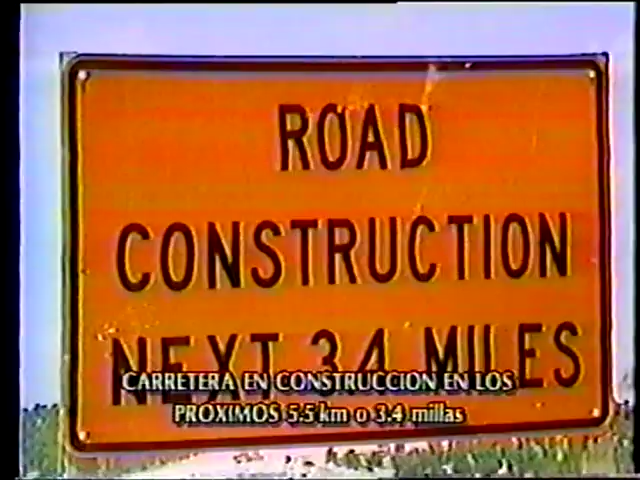 ROAD
CONSTRUCTION
NEXT 3.4 MILES
CARRETERA EN CONSTRUCCION EN LOS
PROXIMOS 5.5 km o 3.4 millas